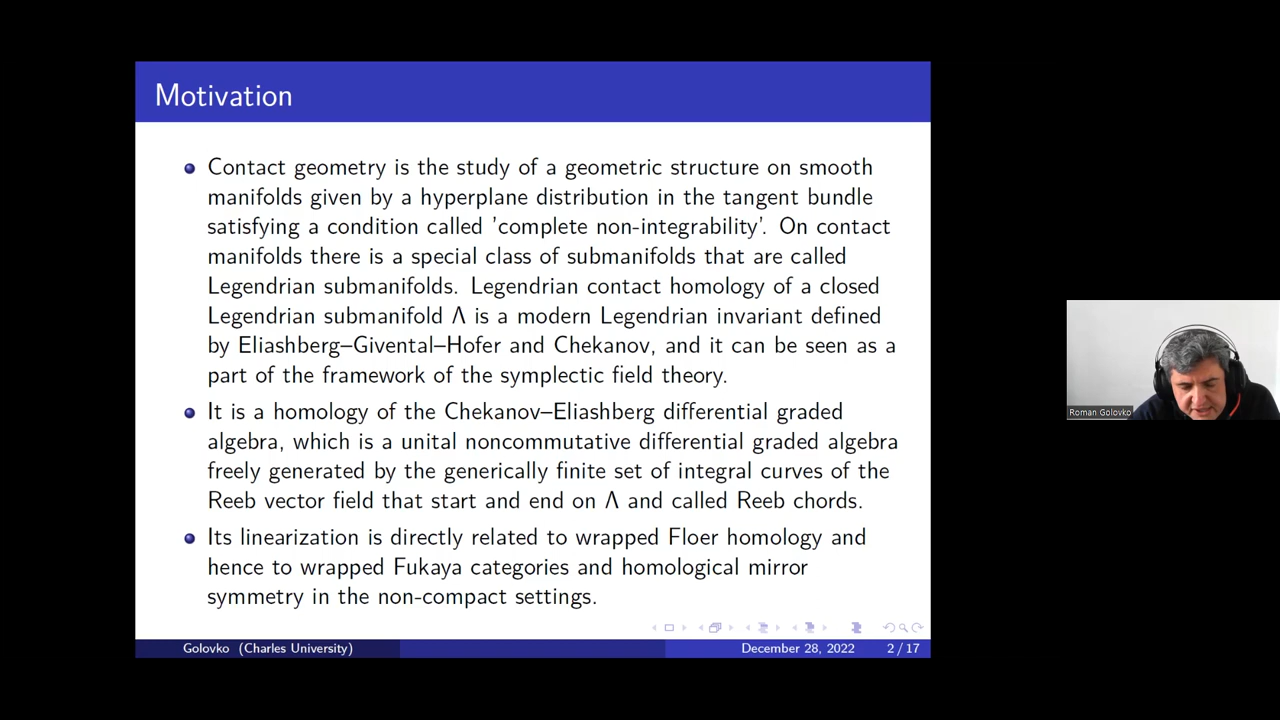 Motivation
Contact geometry is the study of a geometric structure on smooth
manifolds given by a hyperplane distribution in the tangent bundle
satisfying a condition called 'complete non-integrability'. On contact
manifolds there is a special class of submanifolds that are called
Legendrian submanifolds. Legendrian contact homology of a closed
Legendrian submanifold Λ is a modern Legendrian invariant defined
by Eliashberg–Givental–Hofer and Chekanov, and it can be seen as a
part of the framework of the symplectic field theory.
It is a homology of the Chekanov–Eliashberg differential graded
algebra, which is a unital noncommutative differential graded algebra
freely generated by the generically finite set of integral curves of the
Reeb vector field that start and end on Λ and called Reeb chords.
Its linearization is directly related to wrapped Floer homology and
hence to wrapped Fukaya categories and homological mirror
symmetry in the non-compact settings.
Golovko (Charles University)
December 28, 2022
2 / 17
Roman Golovko